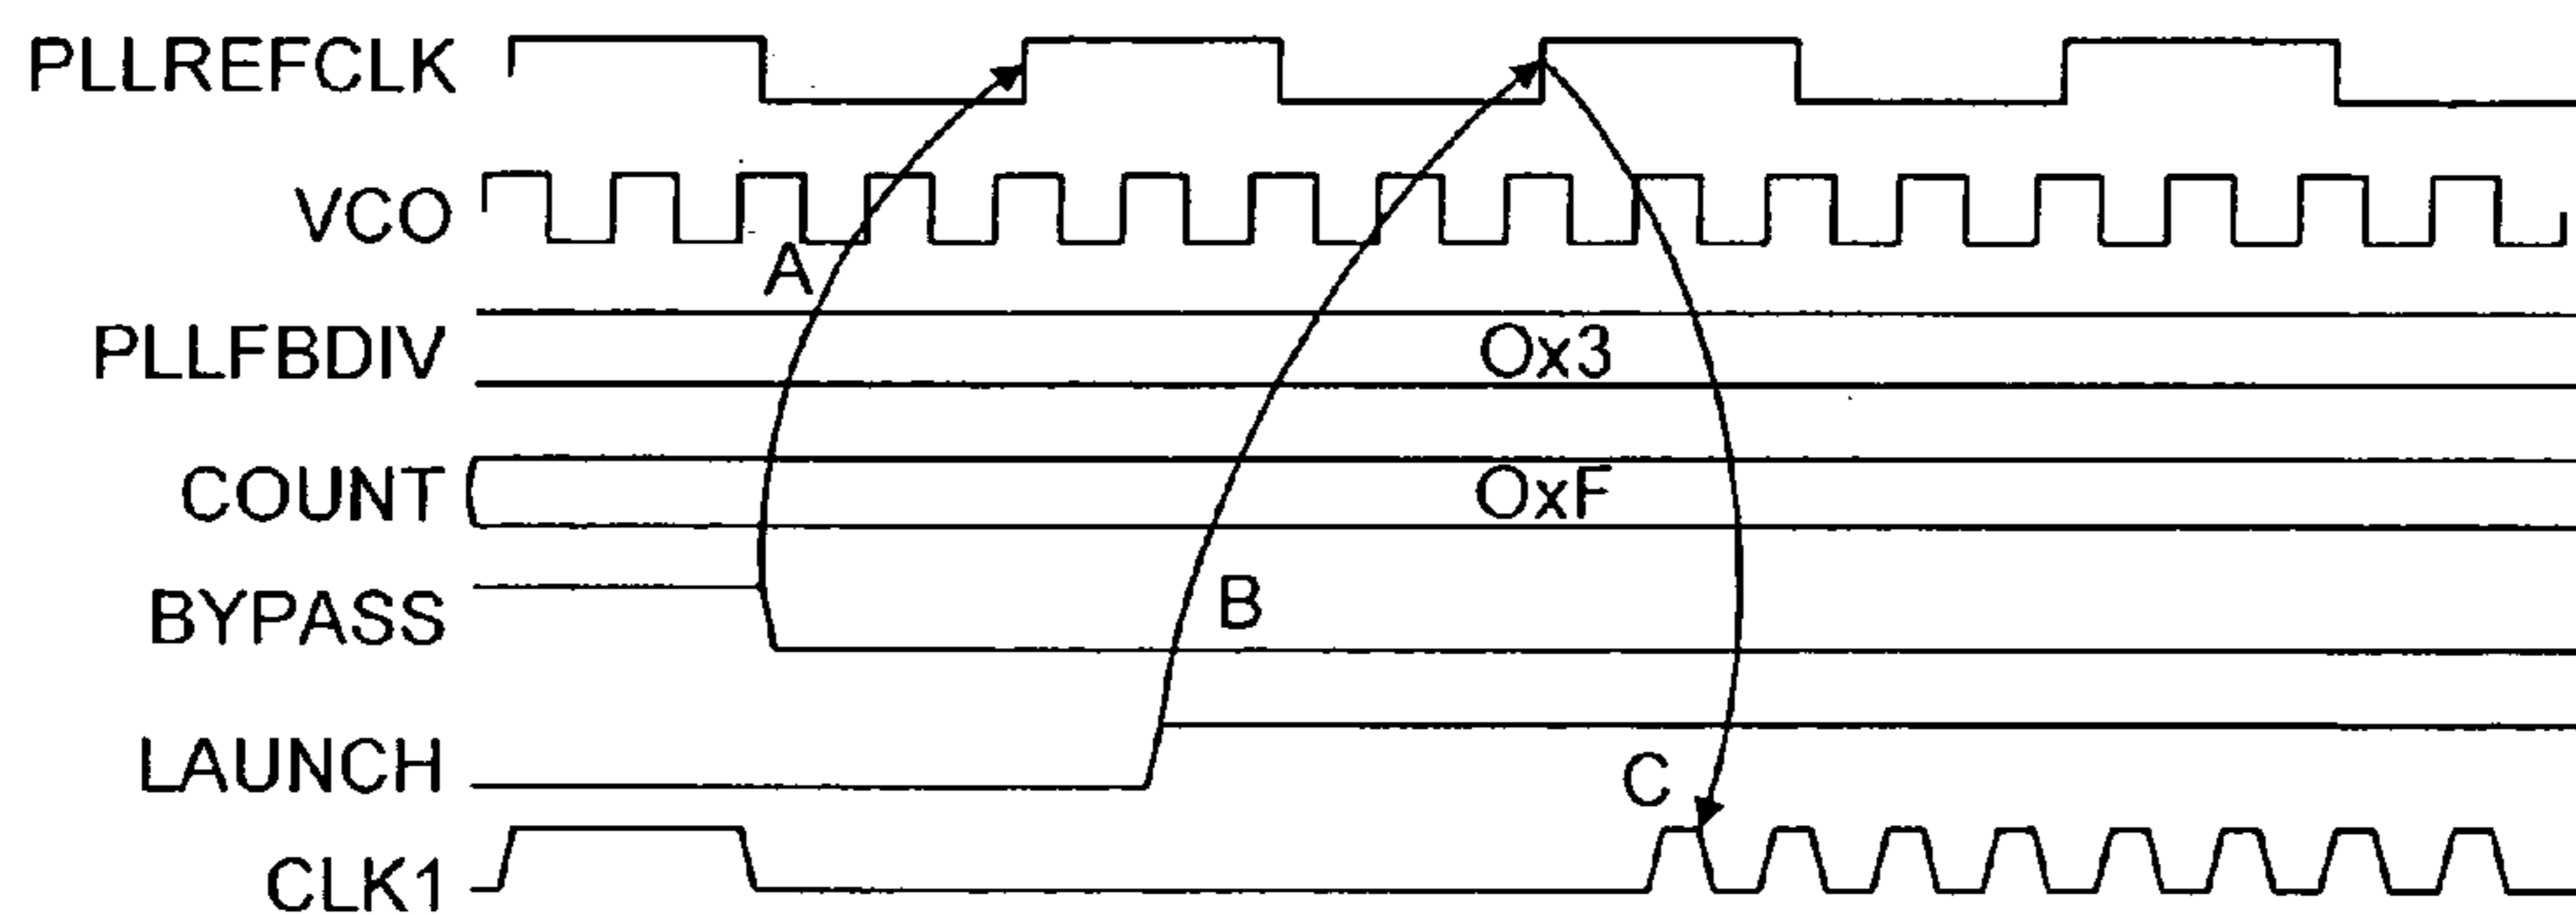 PLLREFCLK
VCO
A
PLLFBDIV
Ox3
COUNT
OxF
BYPASS
B
LAUNCH
C
CLK1